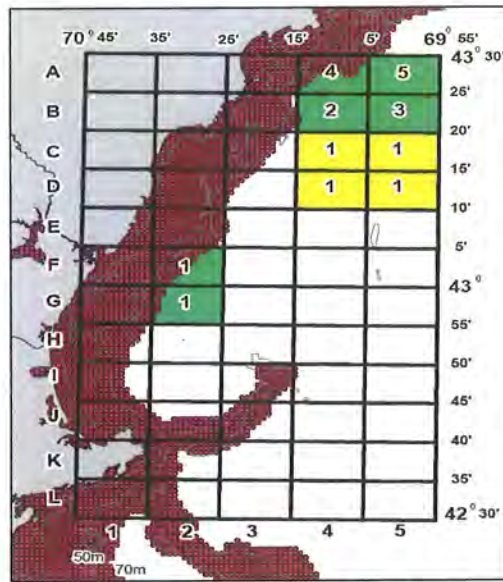 70° 45' 35' 25' 15' 5' 69° 55'
43° 30'
A 4 5
25'
B 2 3
20'
C 1 1
15'
D 1 1
10'
E
5'
F 1
43°
G 1
55'
H
50'
I
45'
J
40'
K
35'
L
42° 30'
1 2 3 4 5
50m
70m